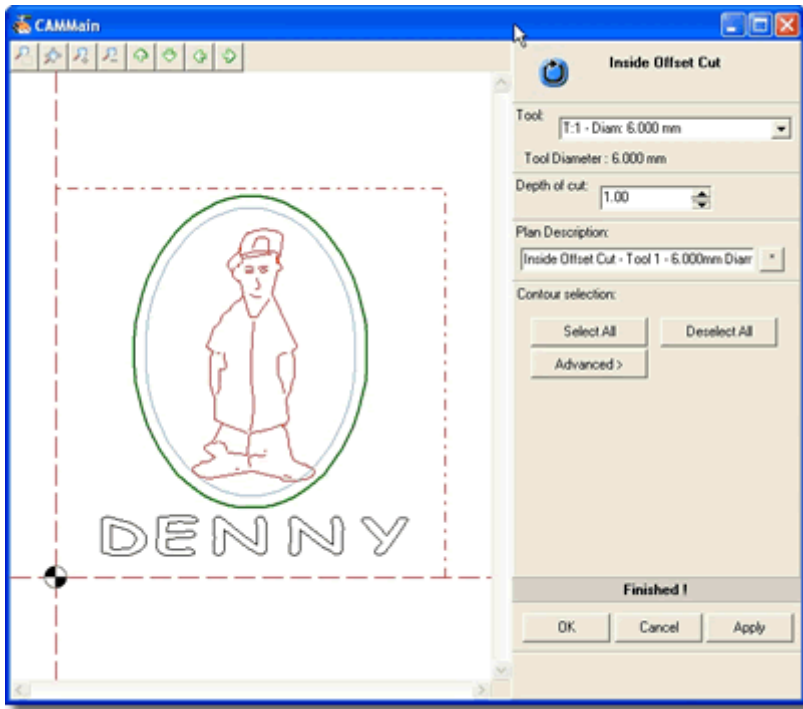 CAMMain
Inside Offset Cut
Tool:
T:1 - Diam: 6.000 mm
Tool Diameter : 6.000 mm
Depth of cut:
1.00
Plan Description:
Inside Offset Cut - Tool 1 - 6.000mm Diam
*
Contour selection:
Select All
Deselect All
Advanced >
DENNY
Finished !
OK
Cancel
Apply